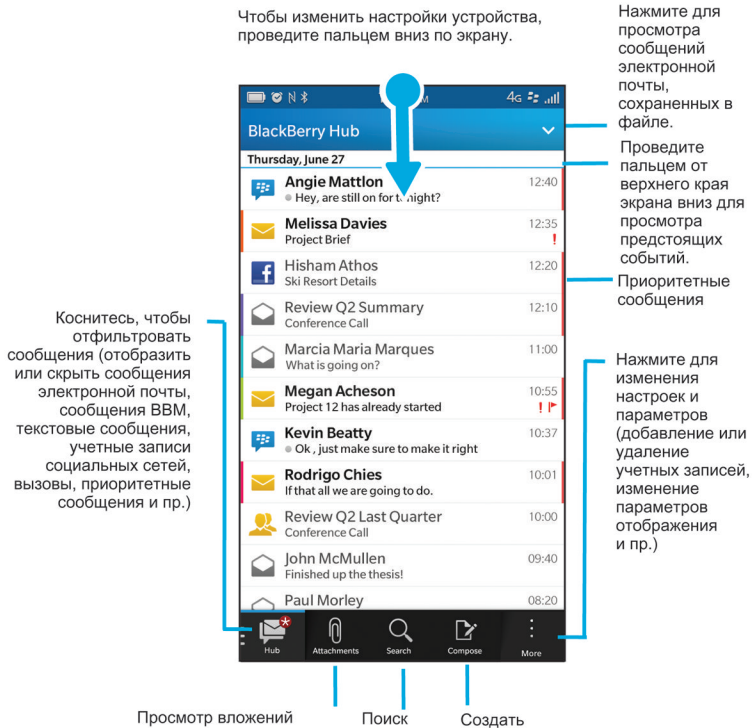 Чтобы изменить настройки устройства,
проведите пальцем вниз по экрану.
Нажмите для
просмотра
сообщений
электронной
почты,
сохраненных в
файле.
Проведите
пальцем от
верхнего края
экрана вниз для
просмотра
предстоящих
событий.
Приоритетные
сообщения
Нажмите для
изменения
настроек и
параметров
(добавление или
удаление
учетных записей,
изменение
параметров
отображения
и пр.)
Коснитесь, чтобы
отфильтровать
сообщения (отобразить
или скрыть сообщения
электронной почты,
сообщения BBM,
текстовые сообщения,
учетные записи
социальных сетей,
вызовы, приоритетные
сообщения и пр.)
4G
BlackBerry Hub
Thursday, June 27
Angie Mattlon 12:40
Hey, are still on for
Melissa Davies 12:35
Project Brief !
Hisham Athos 12:20
Ski Resort Details
Review Q2 Summary 12:10
Conference Call
Marcia Maria Marques 11:00
What is going on?
Megan Acheson 10:55
Project 12 has already started !
Kevin Beatty 10:37
Ok , just make sure to make it right
Rodrigo Chies 10:01
If that all we are going to do.
Review Q2 Last Quarter 10:00
Conference Call
John McMullen 09:40
Finished up the thesis!
Paul Morley 08:20
Hub Attachments Search Compose More
Просмотр вложений Поиск Создать